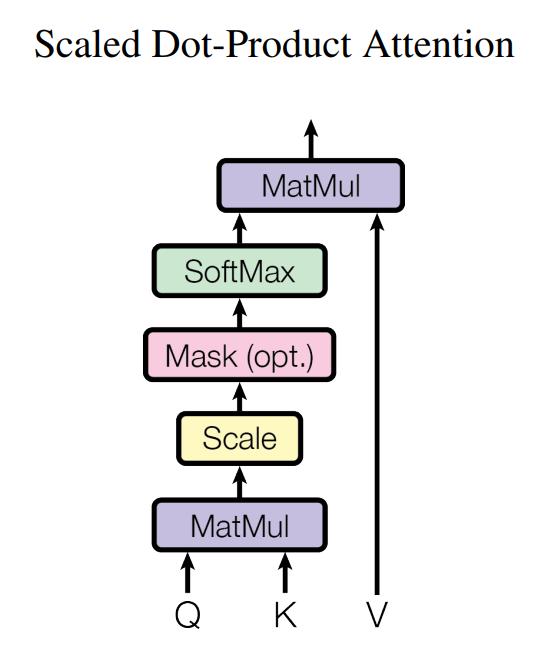 Scaled Dot-Product Attention
MatMul
SoftMax
Mask (opt.)
Scale
MatMul
Q K V